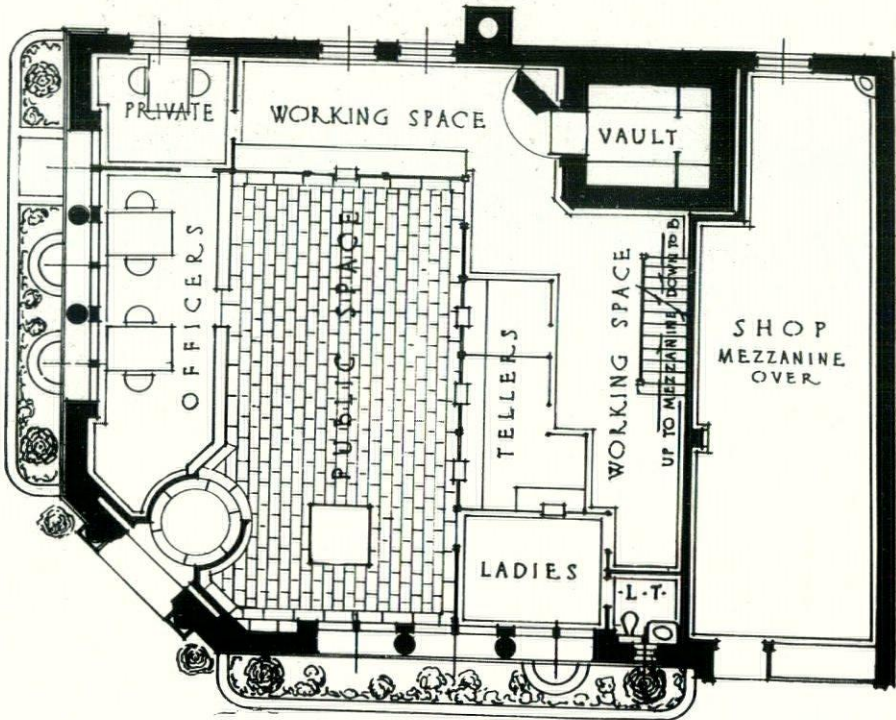 PRIVATE
WORKING SPACE
VAULT
OFFICERS
PUBLIC SPACE
TELLERS
WORKING SPACE
UP TO MEZZANINE
DOWN TO B
SHOP
MEZZANINE
OVER
LADIES
·L·T·